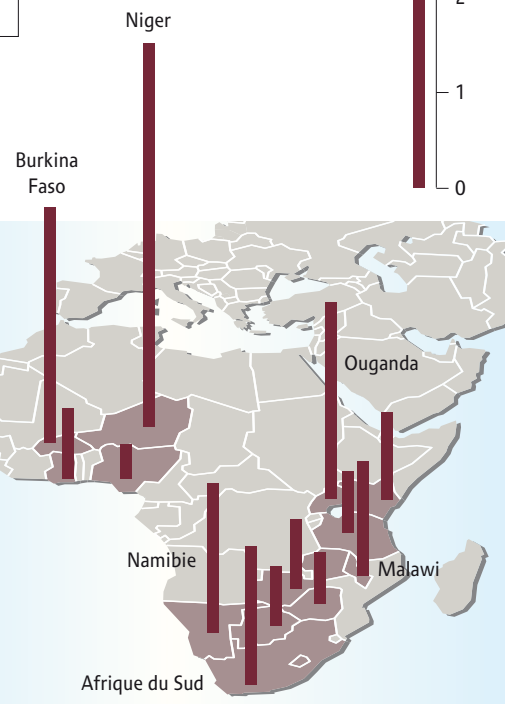 Niger
2
1
0
Burkina
Faso
Ouganda
Namibie
Malawi
Afrique du Sud